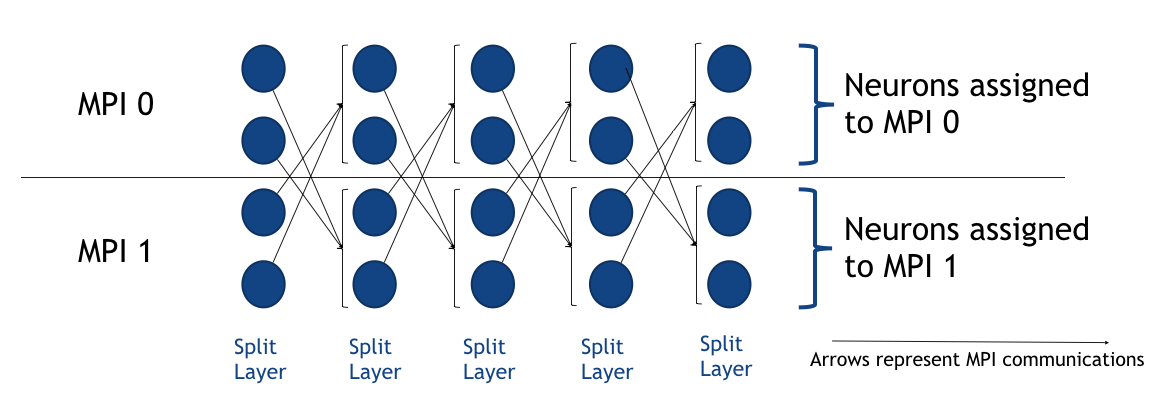 MPI 0
Neurons assigned
to MPI 0
MPI 1
Neurons assigned
to MPI 1
Split
Layer
Split
Layer
Split
Layer
Split
Layer
Split
Layer
Arrows represent MPI communications